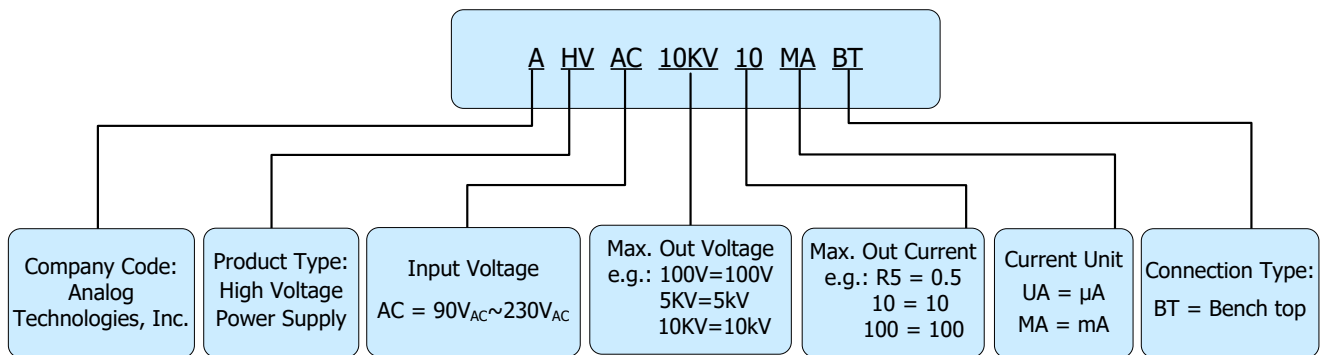 A HV AC 10KV 10 MA BT
Company Code:
Analog
Technologies, Inc.
Product Type:
High Voltage
Power Supply
Input Voltage
AC = 90VAC~230VAC
Max. Out Voltage
e.g.: 100V=100V
5KV=5kV
10KV=10kV
Max. Out Current
e.g.: R5 = 0.5
10 = 10
100 = 100
Current Unit
UA = µA
MA = mA
Connection Type:
BT = Bench top